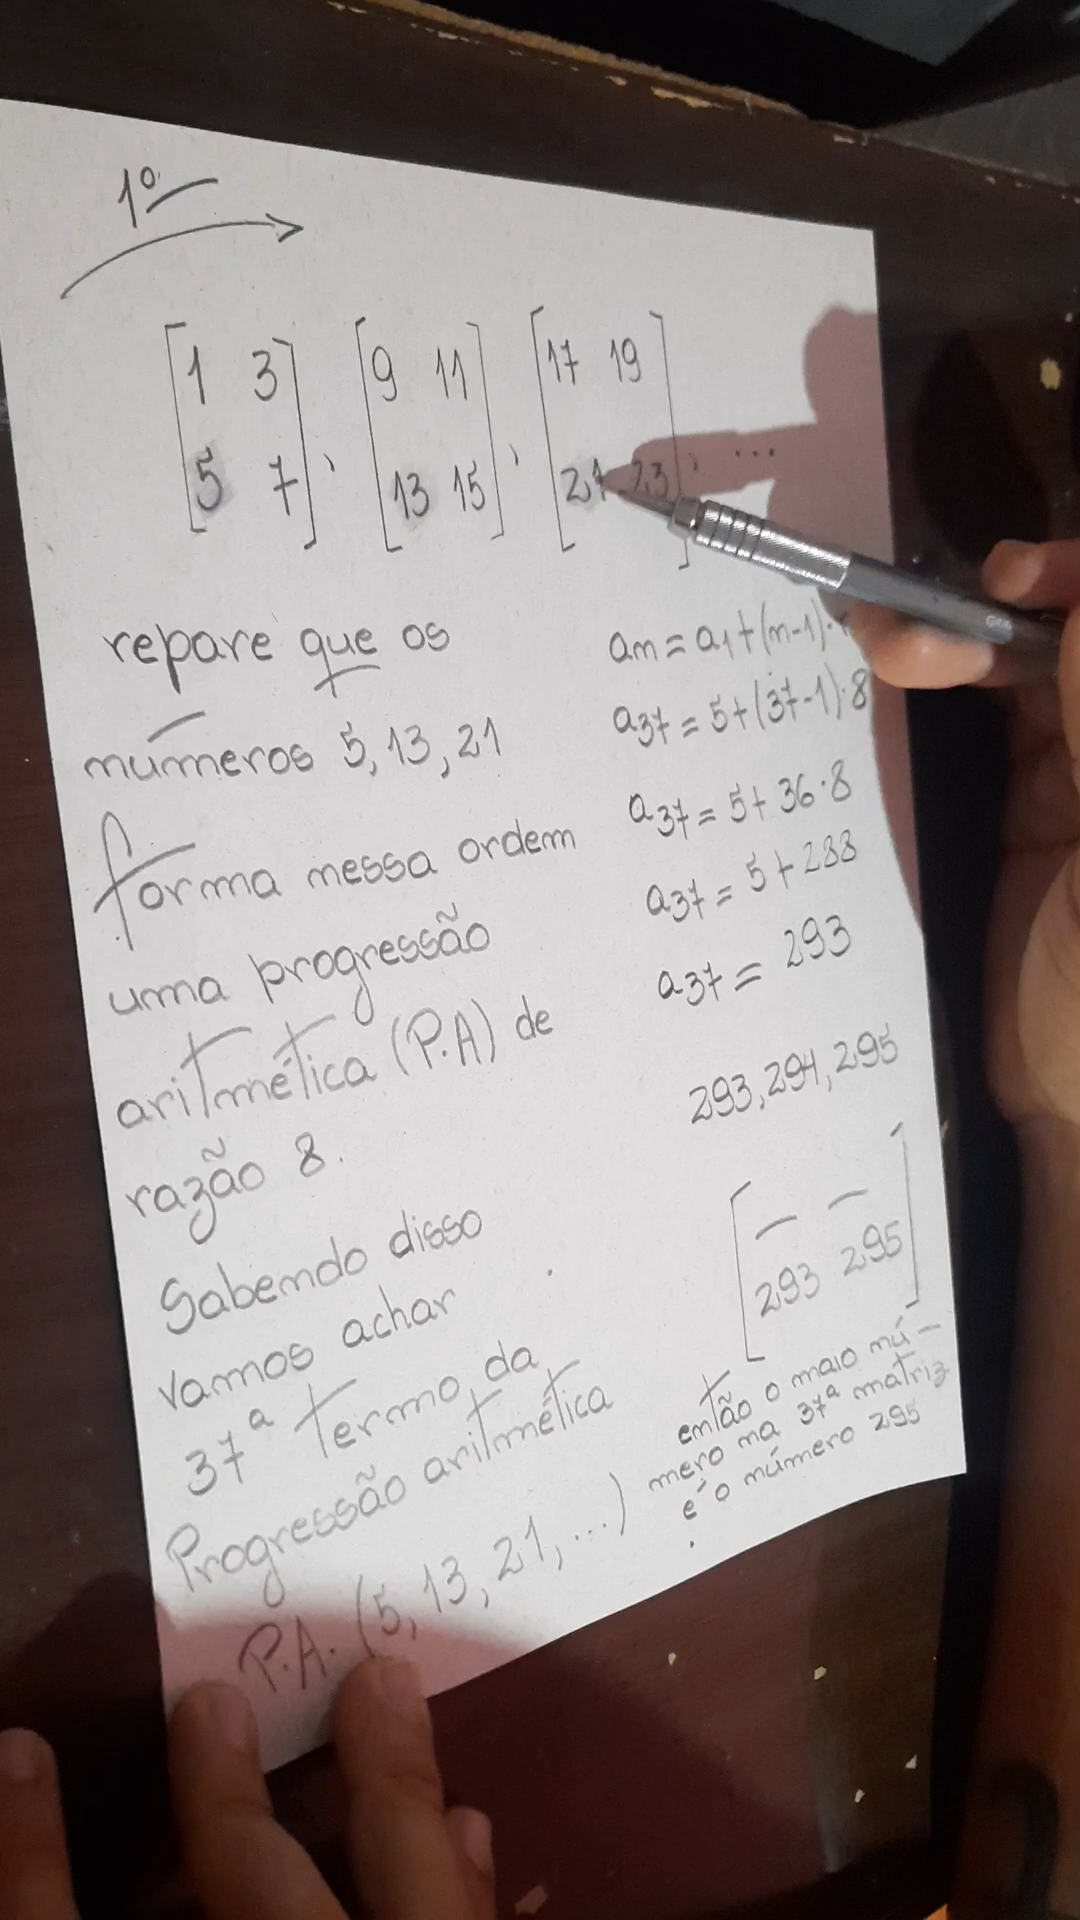 1º
[1 3] , [9 11] , [17 19] , ...
[5 7] [13 15] [21 23]
repare que os
números 5, 13, 21
forma nessa ordem
uma progressão
aritmética (P.A) de
razão 8.
Sabendo disso
vamos achar
37ª termo da
Progressão aritmética
P.A. (5, 13, 21, ...)
an = a1 + (n-1) .
a37 = 5 + (37-1) · 8
a37 = 5 + 36 · 8
a37 = 5 + 288
a37 = 293
293, 294, 295
[— —]
[293 295]
então o maio nú-
mero na 37ª matriz
é o número 295
.